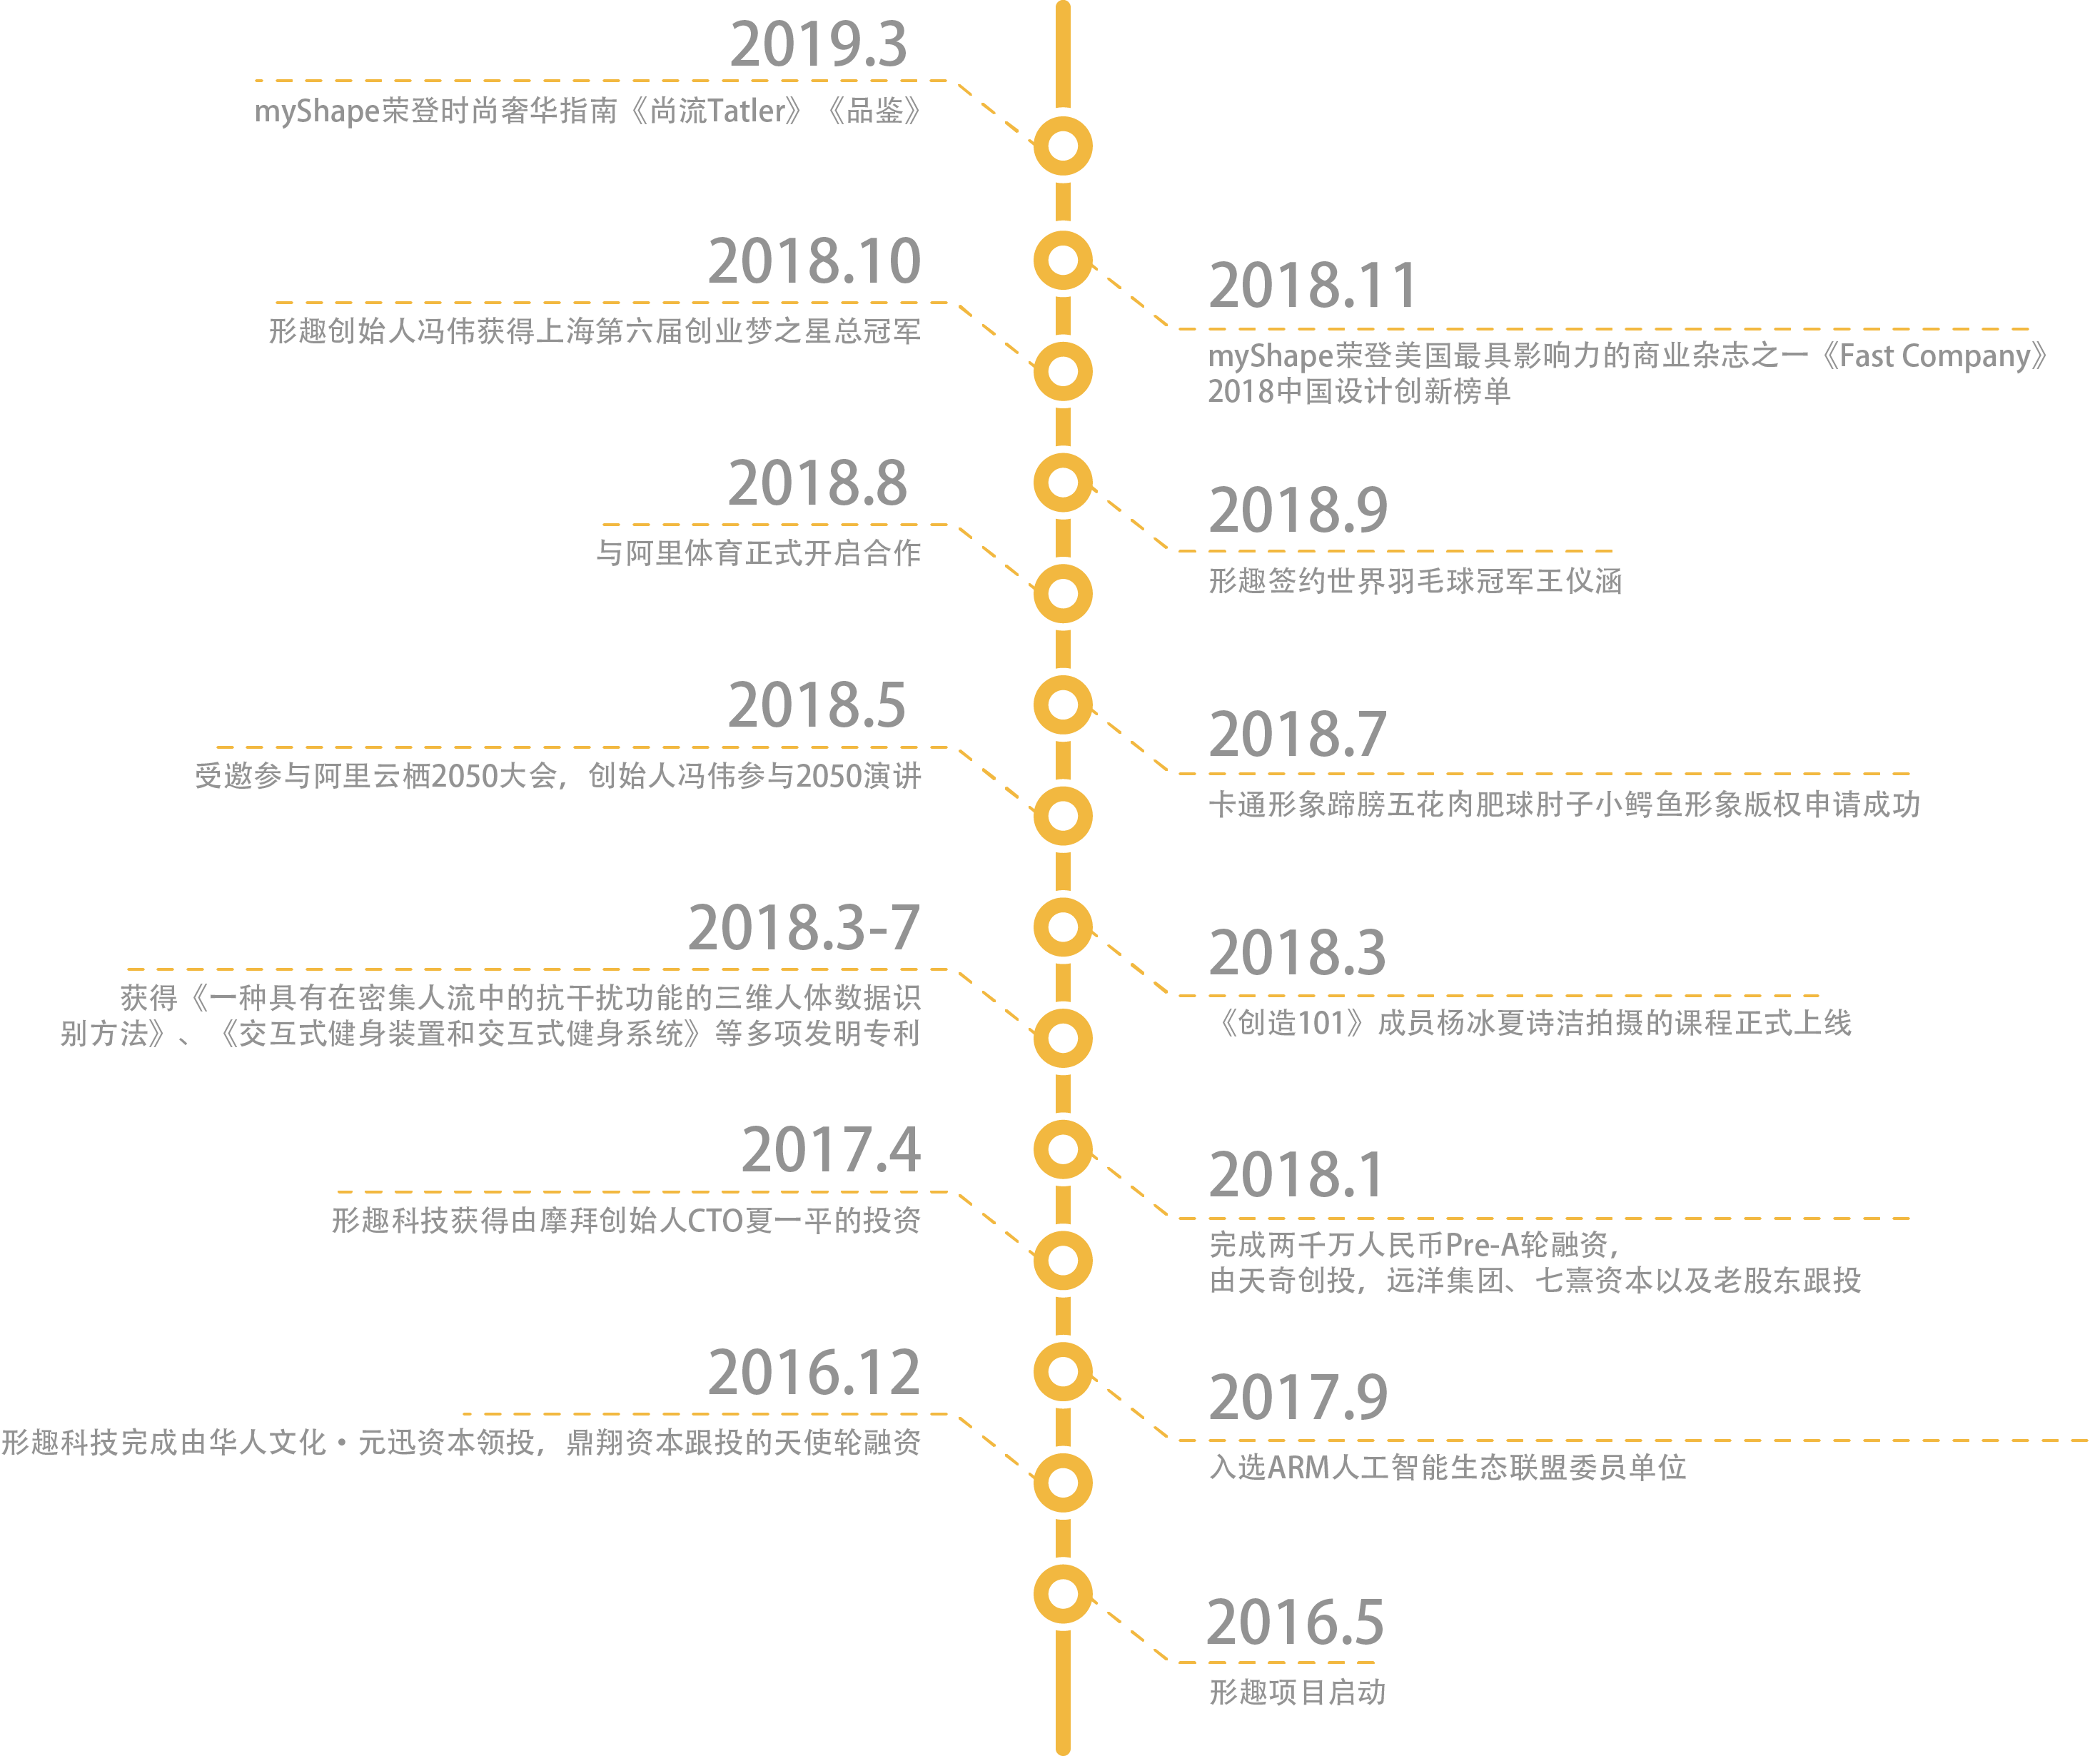 2019.3
myShape荣登时尚奢华指南《尚流Tatler》《品鉴》
2018.11
myShape荣登美国最具影响力的商业杂志之一《Fast Company》
2018中国设计创新榜单
2018.10
形趣创始人冯伟获得上海第六届创业梦之星总冠军
2018.9
形趣签约世界羽毛球冠军王仪涵
2018.8
与阿里体育正式开启合作
2018.7
卡通形象蹄膀五花肉肥球肘子小鳄鱼形象版权申请成功
2018.5
受邀参与阿里云栖2050大会，创始人冯伟参与2050演讲
2018.3
《创造101》成员杨冰夏诗洁拍摄的课程正式上线
2018.3-7
获得《一种具有在密集人流中的抗干扰功能的三维人体数据识
别方法》、《交互式健身装置和交互式健身系统》等多项发明专利
2018.1
完成两千万人民币Pre-A轮融资，
由天奇创投，远洋集团、七熹资本以及老股东跟投
2017.4
形趣科技获得由摩拜创始人CTO夏一平的投资
2017.9
入选ARM人工智能生态联盟委员单位
2016.12
形趣科技完成由华人文化·元迅资本领投，鼎翔资本跟投的天使轮融资
2016.5
形趣项目启动